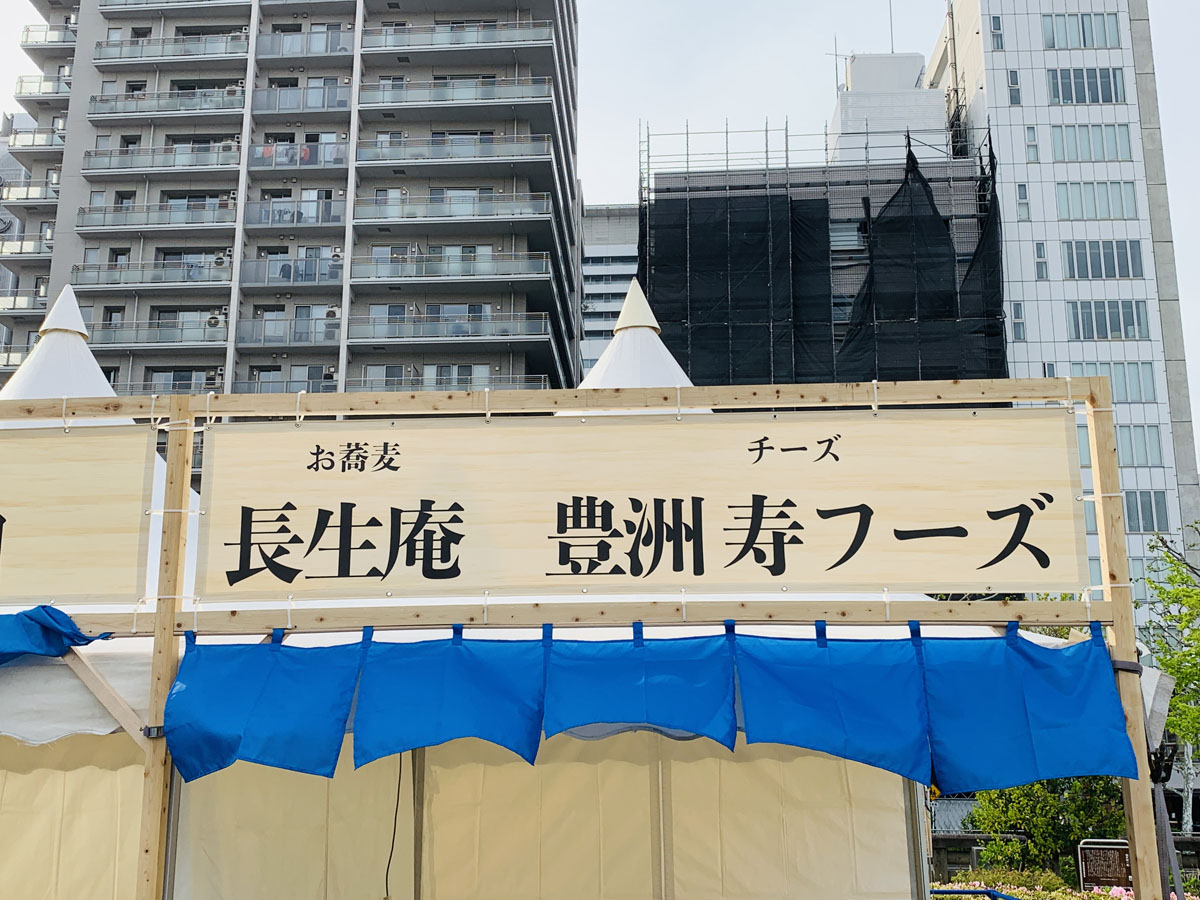 お蕎麦
長生庵
チーズ
豊洲 寿フーズ